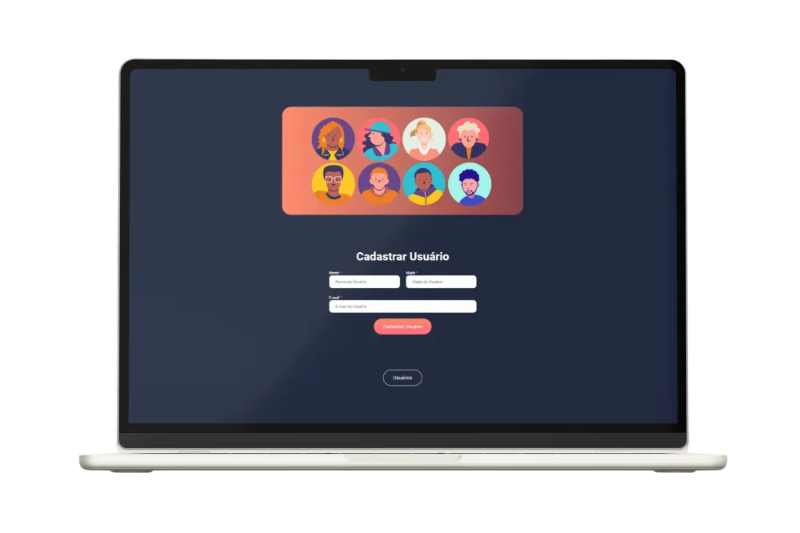 Cadastrar Usuário
Nome *
Idade *
Nome do Usuário
Idade do Usuário
E-mail *
E-mail do Usuário
Cadastrar Usuário
Usuários